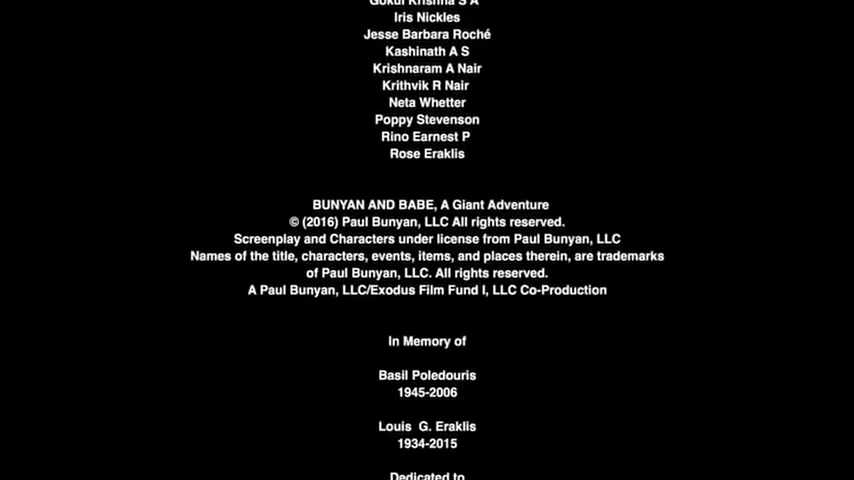 Gokul Krishna S A
Iris Nickles
Jesse Barbara Roché
Kashinath A S
Krishnaram A Nair
Krithvik R Nair
Neta Whetter
Poppy Stevenson
Rino Earnest P
Rose Eraklis
BUNYAN AND BABE, A Giant Adventure
© (2016) Paul Bunyan, LLC All rights reserved.
Screenplay and Characters under license from Paul Bunyan, LLC
Names of the title, characters, events, items, and places therein, are trademarks
of Paul Bunyan, LLC. All rights reserved.
A Paul Bunyan, LLC/Exodus Film Fund I, LLC Co-Production
In Memory of
Basil Poledouris
1945-2006
Louis G. Eraklis
1934-2015
Dedicated to